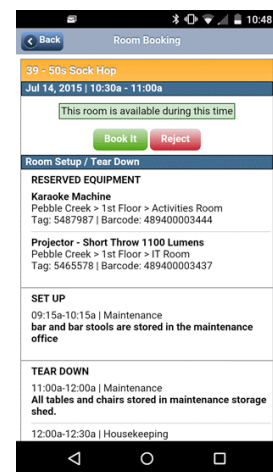 10:48
Back
Room Booking
39 - 50s Sock Hop
Jul 14, 2015 | 10:30a - 11:00a
This room is available during this time
Book It
Reject
Room Setup / Tear Down
RESERVED EQUIPMENT
Karaoke Machine
Pebble Creek > 1st Floor > Activities Room
Tag: 5487987 | Barcode: 489400003444
Projector - Short Throw 1100 Lumens
Pebble Creek > 1st Floor > IT Room
Tag: 5465578 | Barcode: 489400003437
SET UP
09:15a-10:15a | Maintenance
bar and bar stools are stored in the maintenance
office
TEAR DOWN
11:00a-12:00a | Maintenance
All tables and chairs stored in maintenance storage
shed.
12:00a-12:30a | Housekeeping